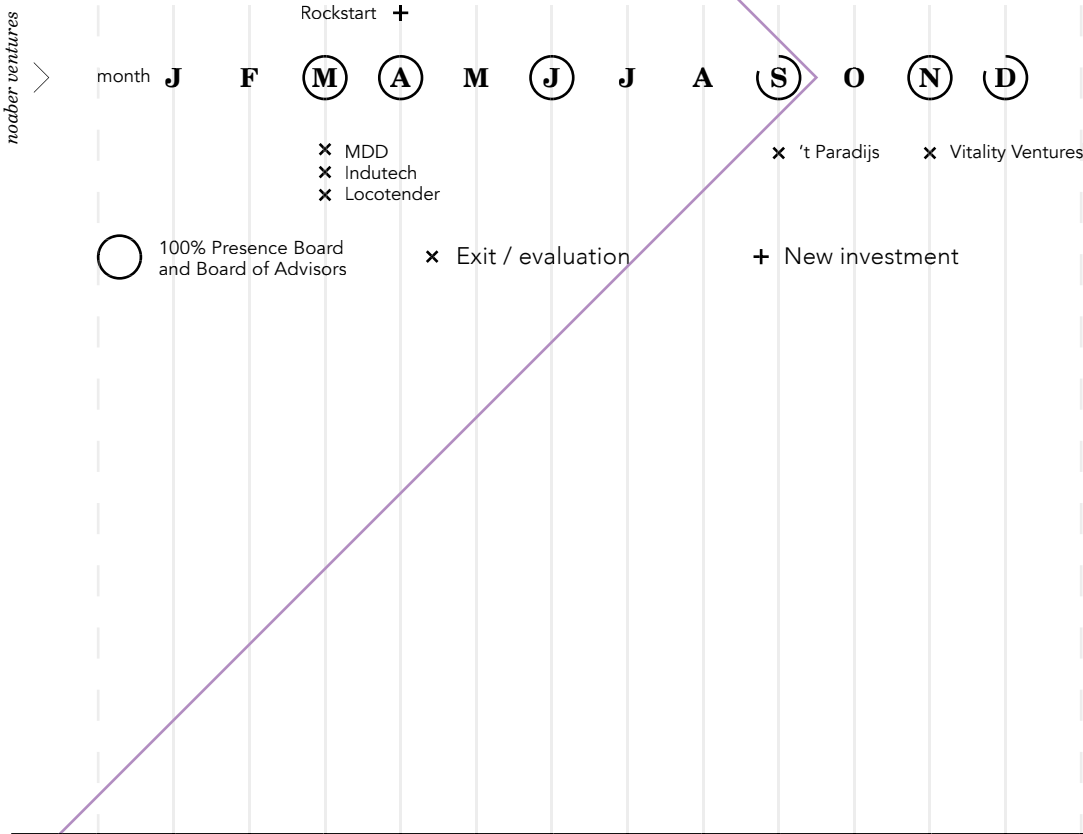 noaber ventures
Rockstart +
month J F M A M J J A S O N D
× MDD
× Indutech
× Locotender
× ‘t Paradijs
× Vitality Ventures
100% Presence Board
and Board of Advisors
× Exit / evaluation
+ New investment